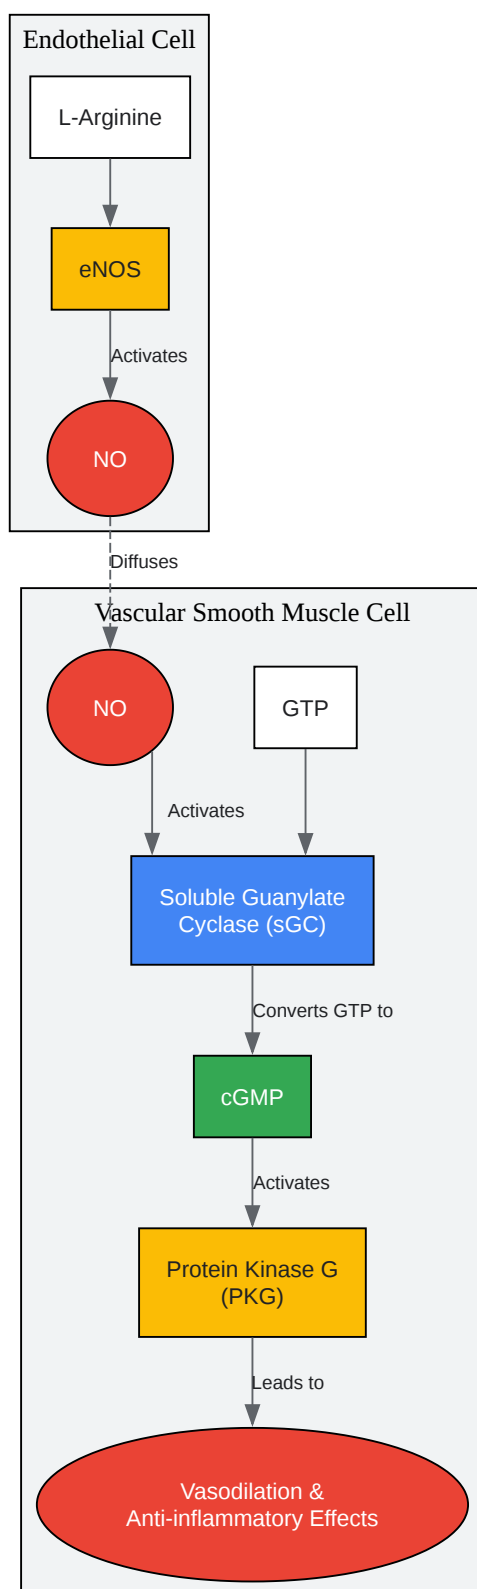 Endothelial Cell
L-Arginine
eNOS
Activates
NO
Diffuses
Vascular Smooth Muscle Cell
NO
GTP
Activates
Soluble Guanylate
Cyclase (sGC)
Converts GTP to
cGMP
Activates
Protein Kinase G
(PKG)
Leads to
Vasodilation &
Anti-inflammatory Effects